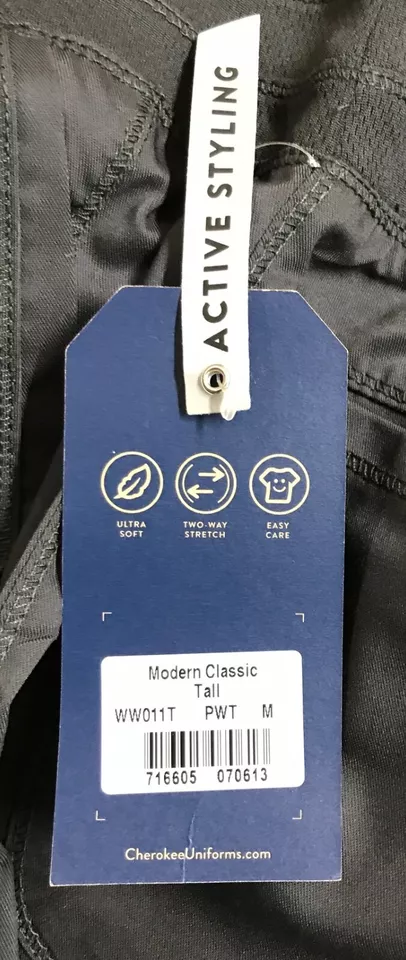 ACTIVE STYLING
ULTRA SOFT
TWO-WAY STRETCH
EASY CARE
Modern Classic
Tall
WW011T PWT M
716605 070613
CherokeeUniforms.com